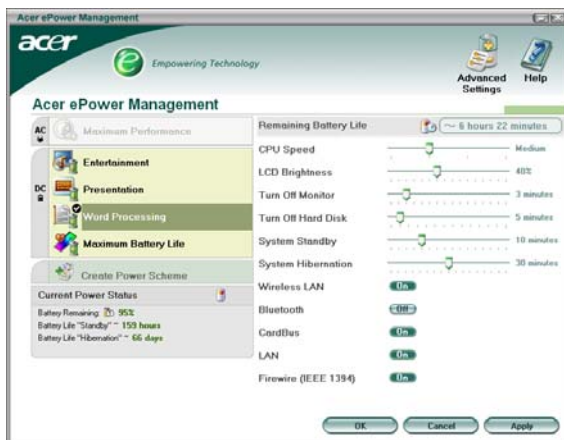 Acer ePower Management
acer
e Empowering Technology
Advanced Settings
Help
Acer ePower Management
AC
Maximum Performance
DC
Entertainment
Presentation
Word Processing
Maximum Battery Life
Create Power Scheme
Current Power Status
Battery Remaining: 95%
Battery Life "Standby" ~ 159 hours
Battery Life "Hibernation" ~ 66 days
Remaining Battery Life ~ 6 hours 22 minutes
CPU Speed Medium
LCD Brightness 40%
Turn Off Monitor 3 minutes
Turn Off Hard Disk 5 minutes
System Standby 10 minutes
System Hibernation 30 minutes
Wireless LAN On
Bluetooth Off
CardBus On
LAN On
Firewire (IEEE 1394) On
OK Cancel Apply